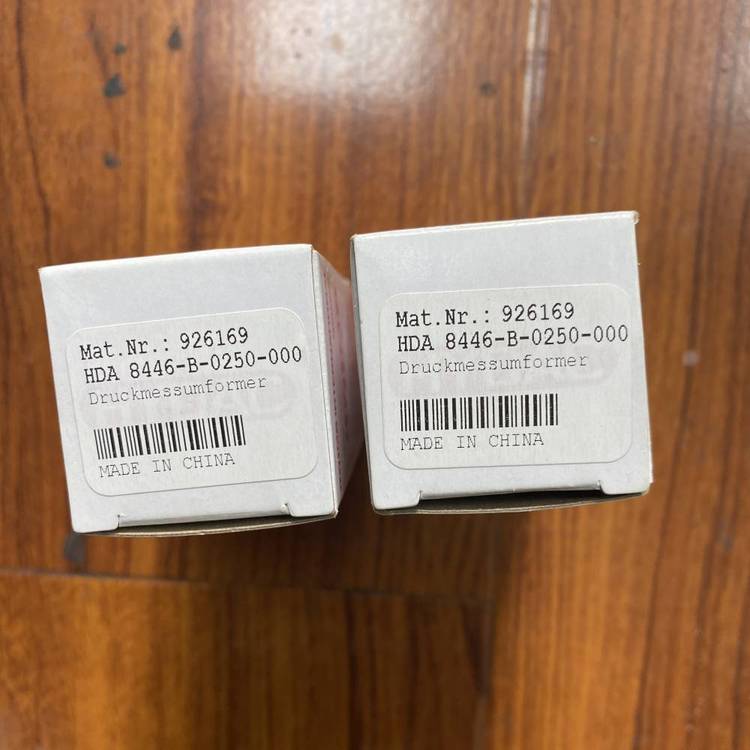 Mat.Nr.: 926169
HDA 8446-B-0250-000
Druckmessumformer
MADE IN CHINA
Mat.Nr.: 926169
HDA 8446-B-0250-000
Druckmessumformer
MADE IN CHINA